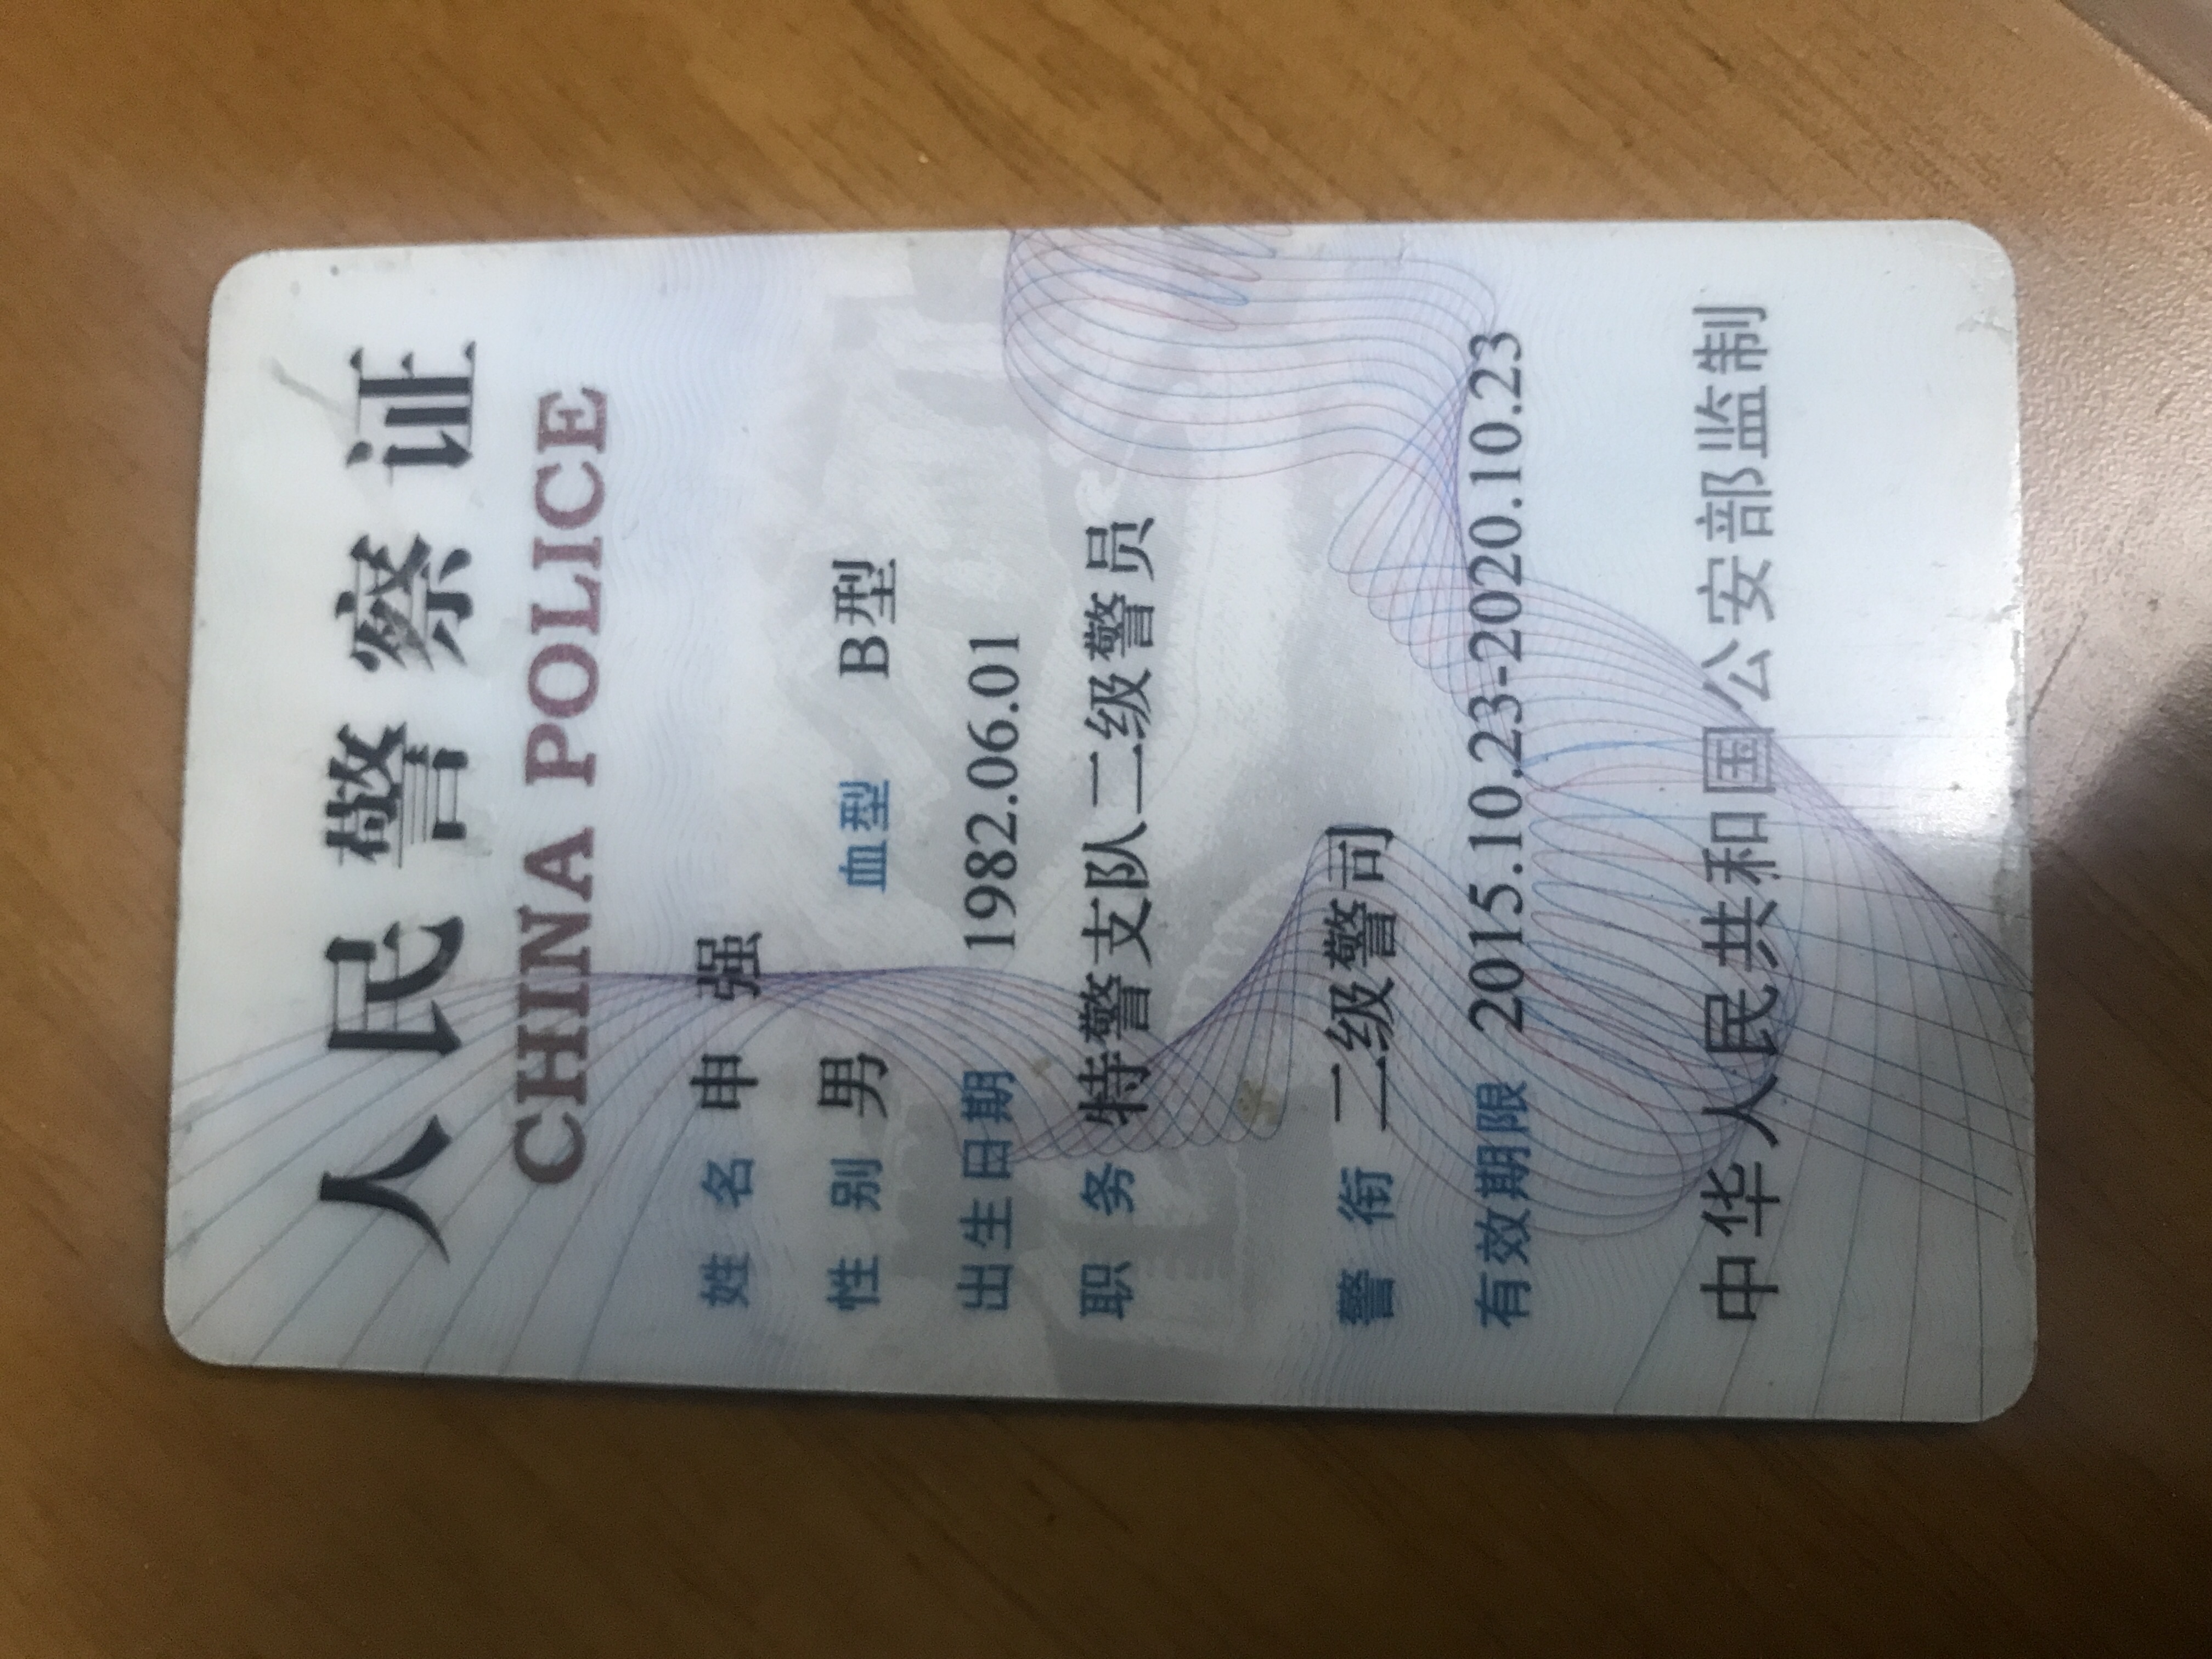 人民警察证
CHINA POLICE
姓 名 申 强
性 别 男 血型 B型
出生日期 1982.06.01
职 务 特警支队二级警员
警 衔 二级警司
有效期限 2015.10.23-2020.10.23
中华人民共和国公安部监制